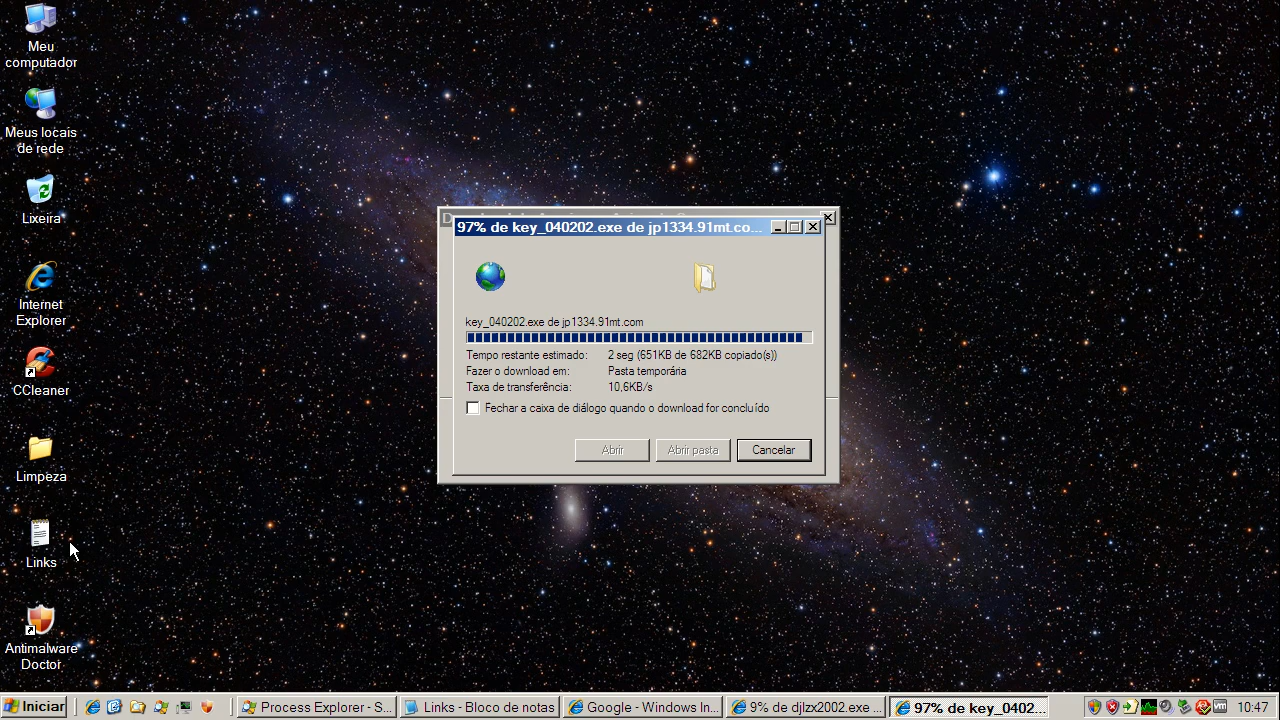 Meu
computador
Meus locais
de rede
Lixeira
Internet
Explorer
CCleaner
Limpeza
Links
Antimalware
Doctor
97% de key_040202.exe de jp1334.91mt.co...
key_040202.exe de jp1334.91mt.com
Tempo restante estimado: 2 seg (651KB de 682KB copiado(s))
Fazer o download em: Pasta temporária
Taxa de transferência: 10,6KB/s
Fechar a caixa de diálogo quando o download for concluído
Abrir Abrir pasta Cancelar
Iniciar Process Explorer - S... Links - Bloco de notas Google - Windows In... 9% de djlzx2002.exe ... 97% de key_0402... 10:47